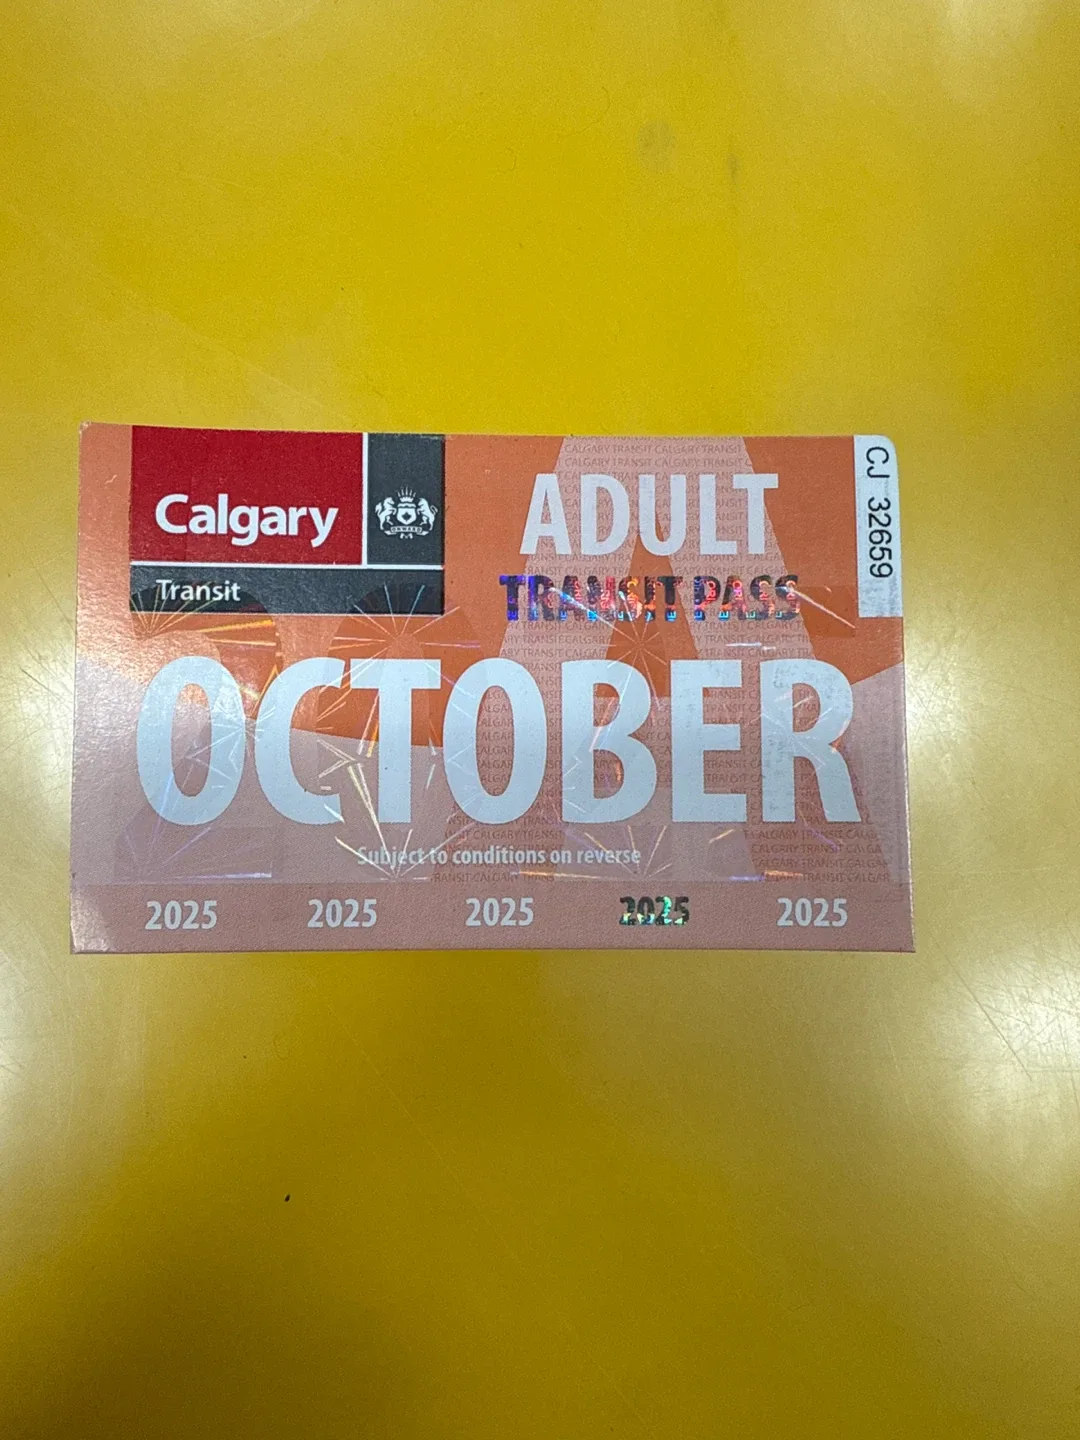 Calgary
Transit
ADULT
TRANSIT PASS
CJ 32659
OCTOBER
Subject to conditions on reverse
2025 2025 2025 2025 2025